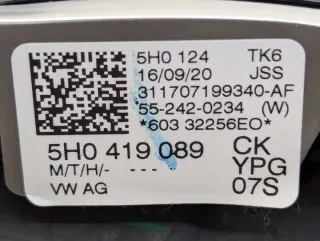 5H0 124 TK6
16/09/20 JSS
311707199340-AF
55-242-0234 (W)
*603 32256EO*
5H0 419 089 CK
M/T/H/- --- YPG
VW AG 07S